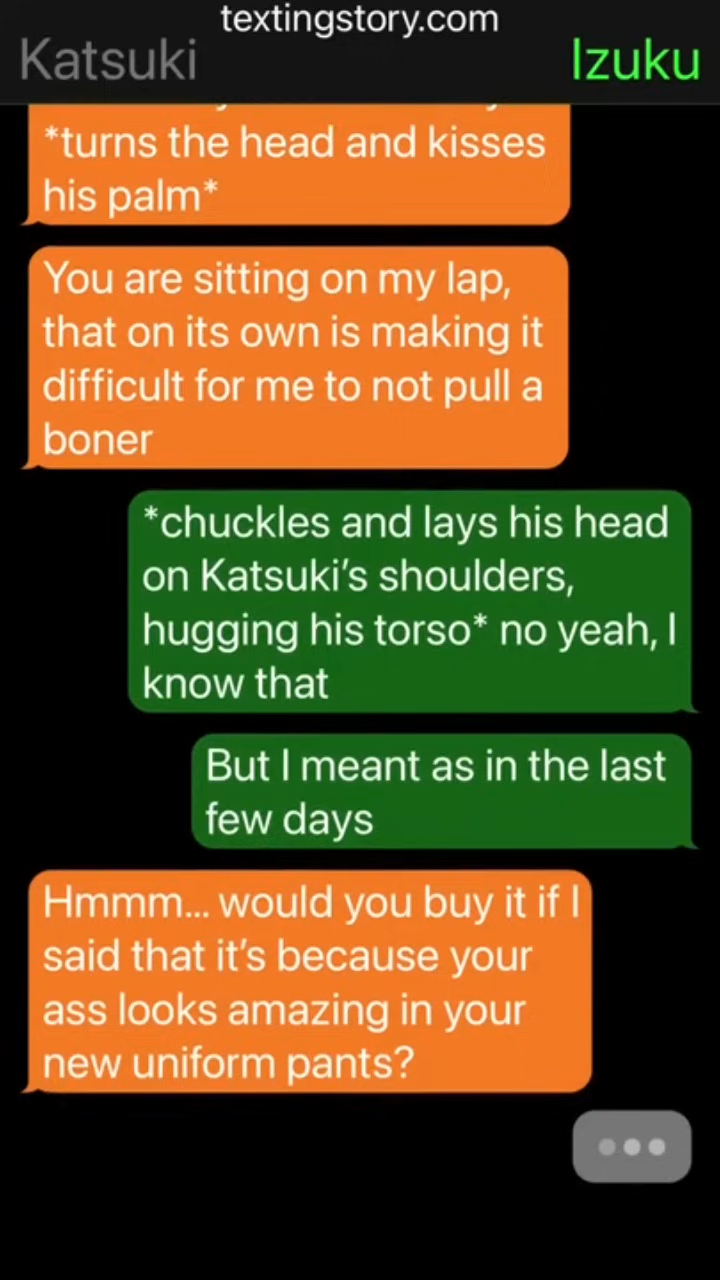 textingstory.com
Katsuki
Izuku
*turns the head and kisses
his palm*
You are sitting on my lap,
that on its own is making it
difficult for me to not pull a
boner
*chuckles and lays his head
on Katsuki's shoulders,
hugging his torso* no yeah, I
know that
But I meant as in the last
few days
Hmmm... would you buy it if I
said that it's because your
ass looks amazing in your
new uniform pants?